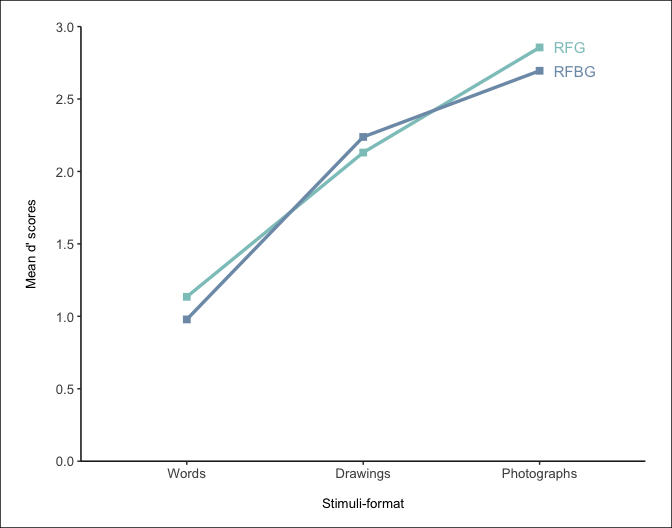 3.0
RFG
RFBG
2.5
2.0
1.5
1.0
0.5
0.0
Mean d' scores
Words Drawings Photographs
Stimuli-format